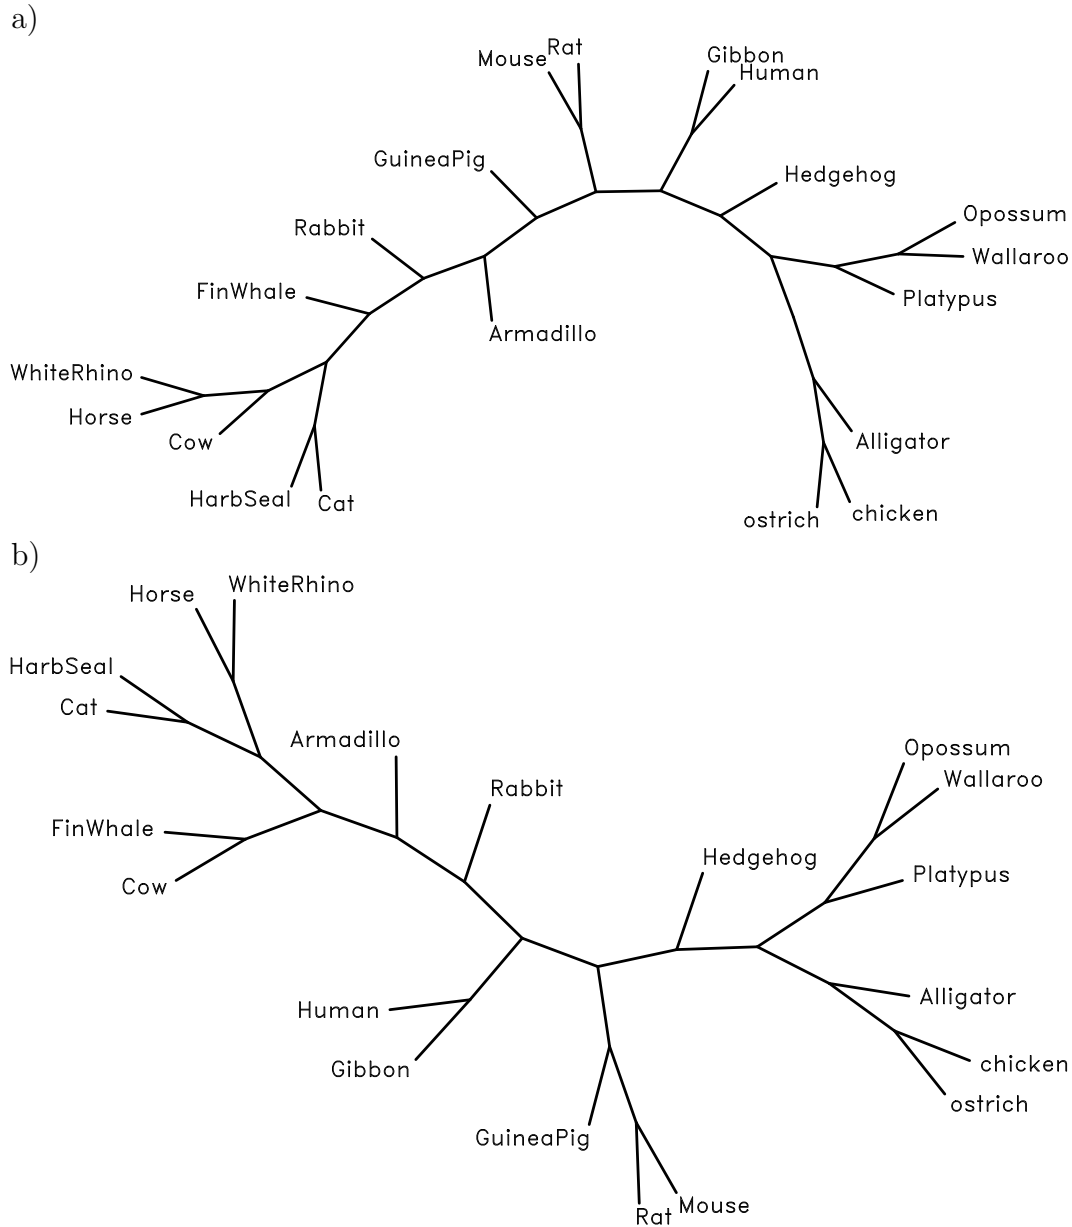 a)
Mouse
Rat
Gibbon
Human
GuineaPig
Hedgehog
Rabbit
Opossum
Wallaroo
FinWhale
Platypus
Armadillo
WhiteRhino
Horse
Cow
Alligator
HarbSeal
Cat
ostrich
chicken
b)
Horse
WhiteRhino
HarbSeal
Cat
Armadillo
Opossum
Wallaroo
Rabbit
FinWhale
Hedgehog
Cow
Platypus
Human
Alligator
Gibbon
chicken
ostrich
GuineaPig
Rat
Mouse